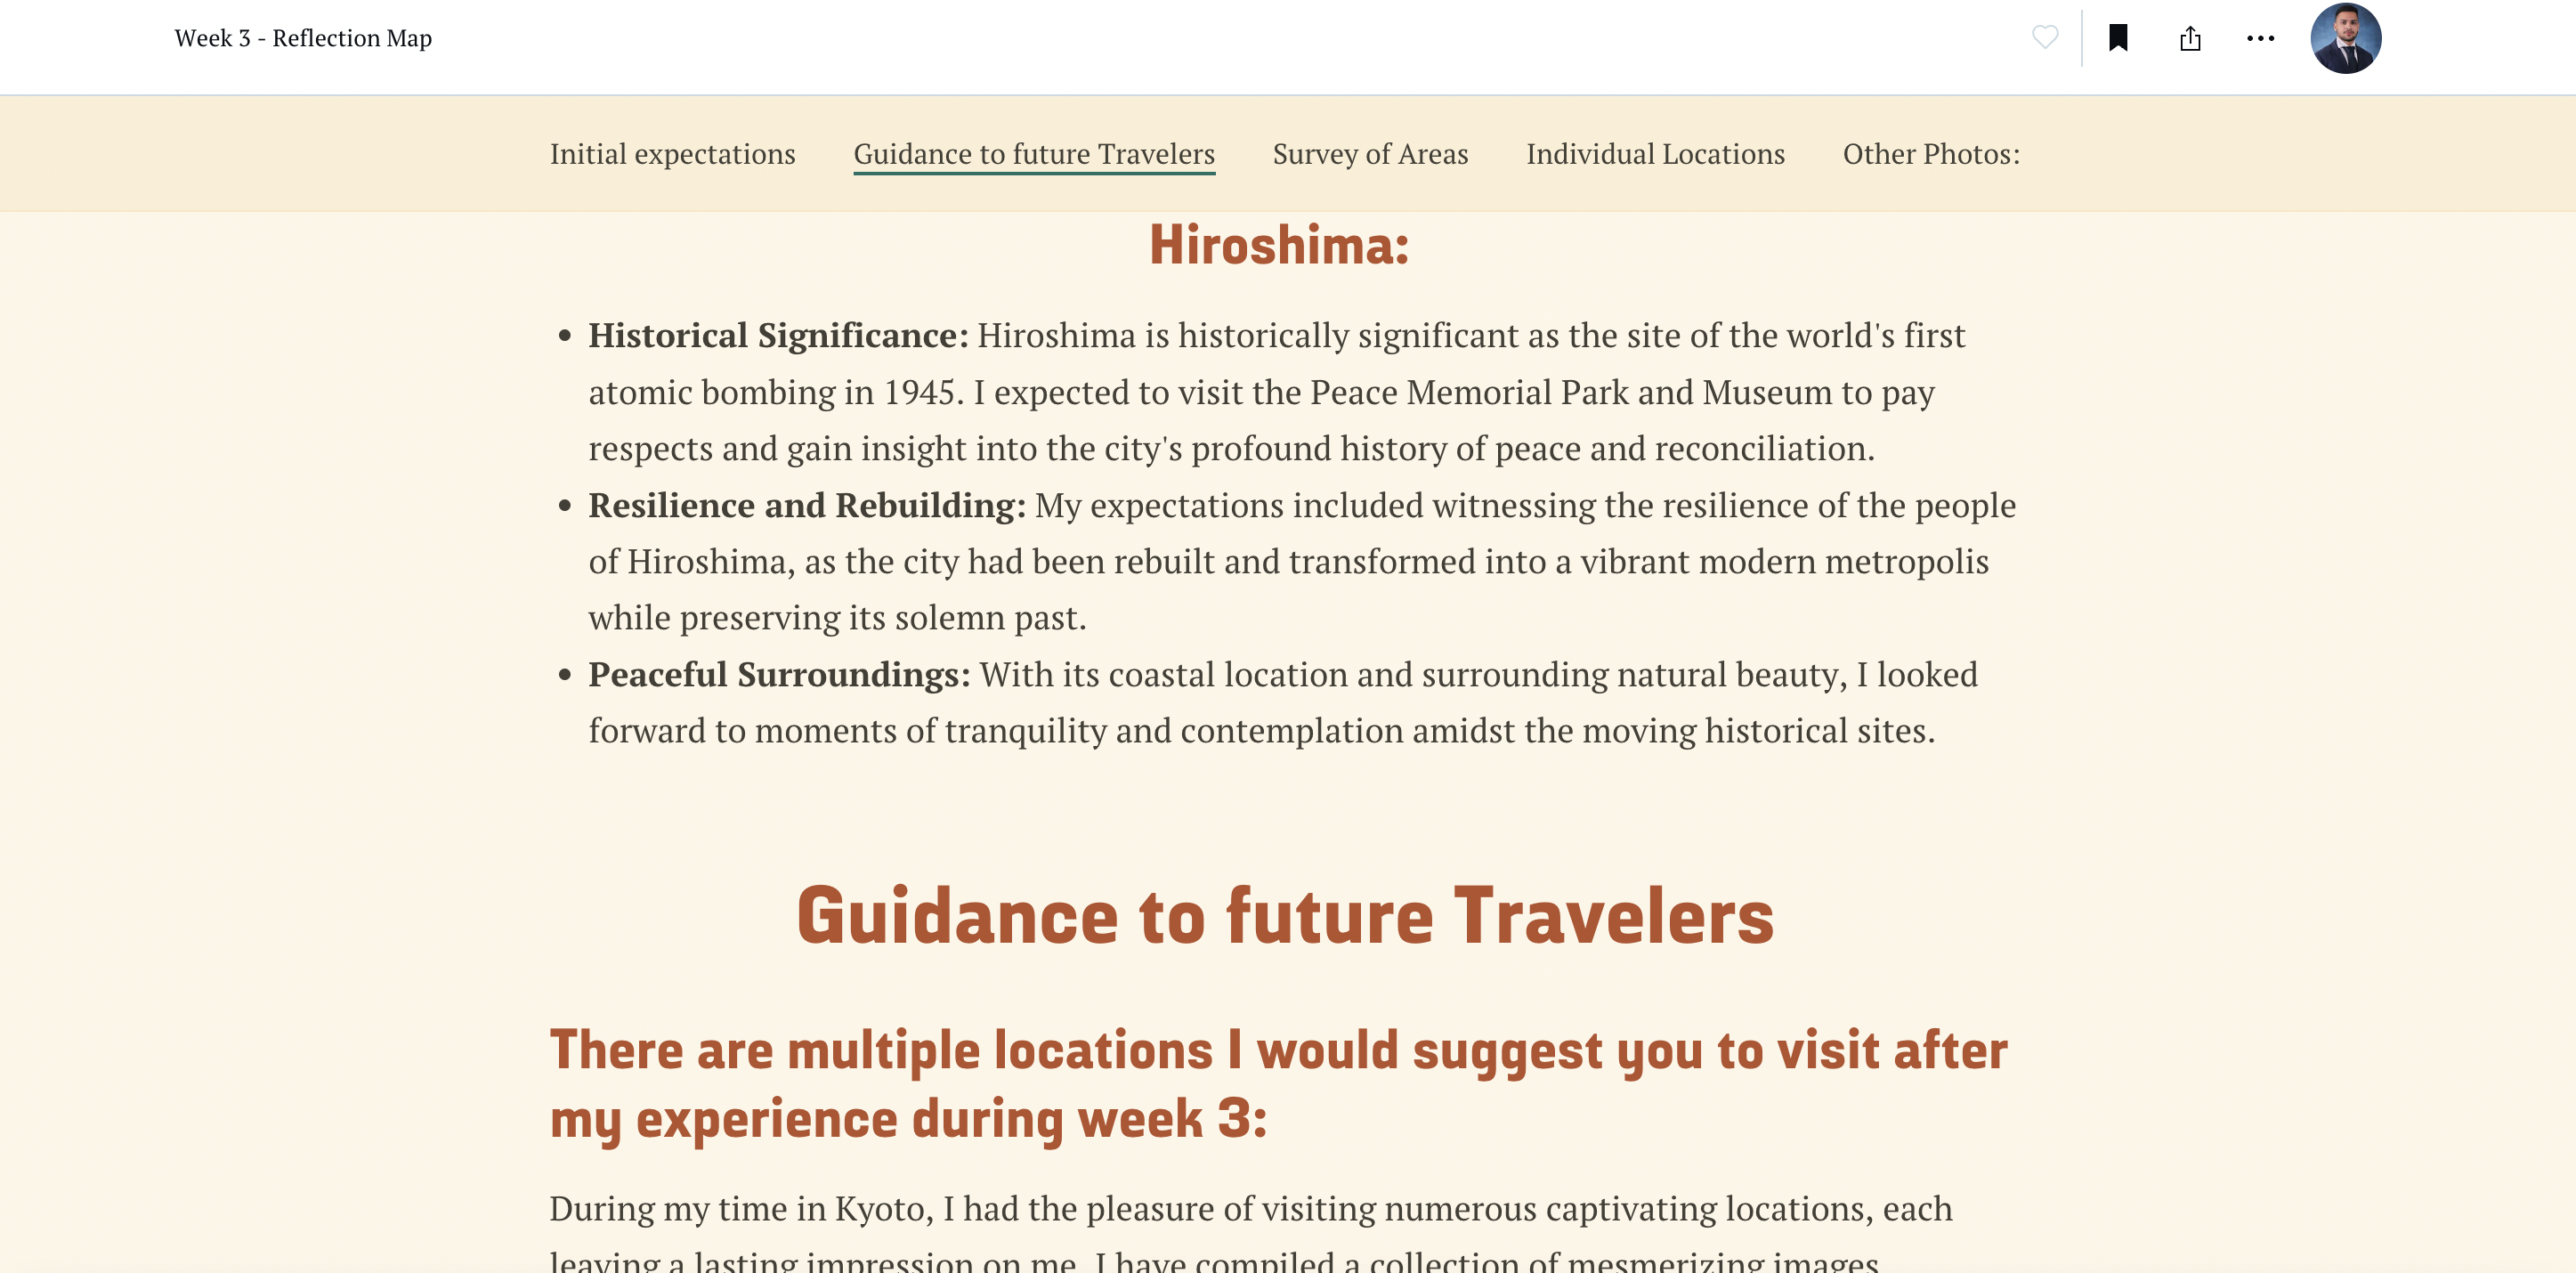 Week 3 - Reflection Map
Initial expectations
Guidance to future Travelers
Survey of Areas
Individual Locations
Other Photos:
Hiroshima:
• Historical Significance: Hiroshima is historically significant as the site of the world's first
atomic bombing in 1945. I expected to visit the Peace Memorial Park and Museum to pay
respects and gain insight into the city's profound history of peace and reconciliation.
• Resilience and Rebuilding: My expectations included witnessing the resilience of the people
of Hiroshima, as the city had been rebuilt and transformed into a vibrant modern metropolis
while preserving its solemn past.
• Peaceful Surroundings: With its coastal location and surrounding natural beauty, I looked
forward to moments of tranquility and contemplation amidst the moving historical sites.
Guidance to future Travelers
There are multiple locations I would suggest you to visit after
my experience during week 3:
During my time in Kyoto, I had the pleasure of visiting numerous captivating locations, each
leaving a lasting impression on me. I have compiled a collection of mesmerizing images